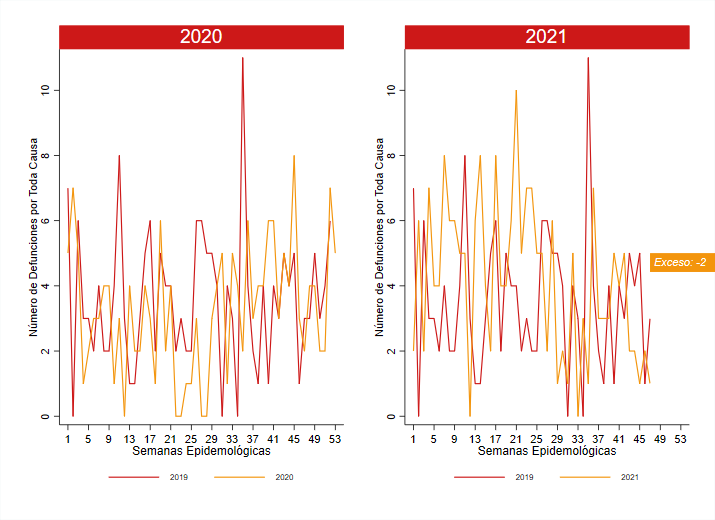 2020
Número de Defunciones por Toda Causa
10
8
6
4
2
0
1 5 9 13 17 21 25 29 33 37 41 45 49 53
Semanas Epidemológicas
2019 2020
2021
Número de Defunciones por Toda Causa
10
8
6
4
2
0
Exceso: -2
1 5 9 13 17 21 25 29 33 37 41 45 49 53
Semanas Epidemológicas
2019 2021